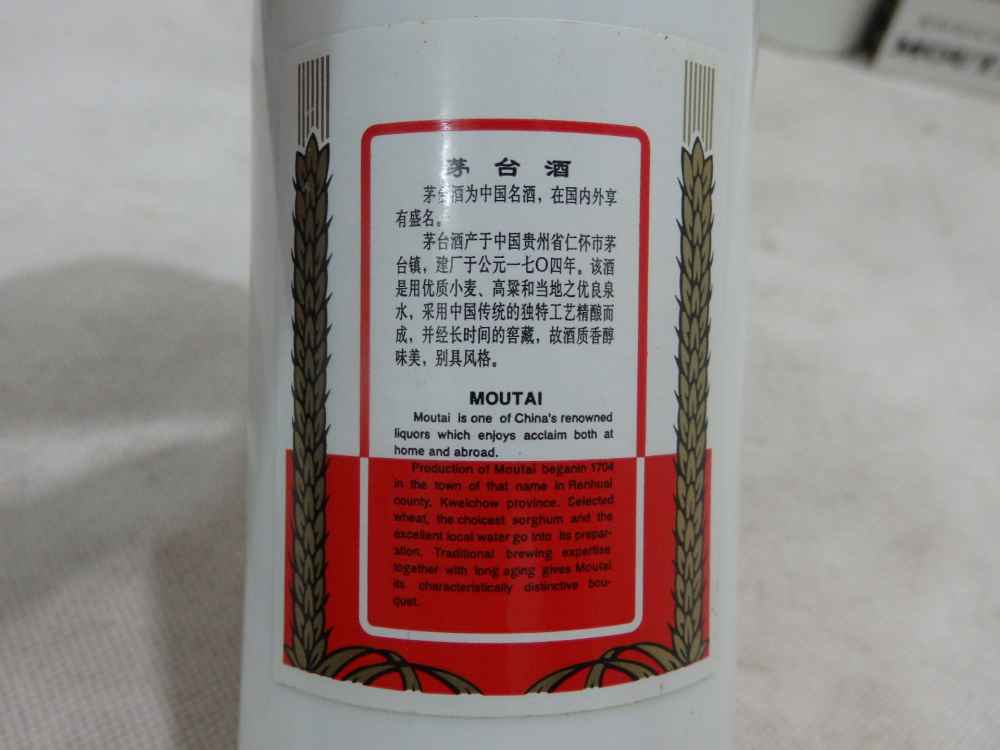 茅台酒
茅台酒为中国名酒，在国内外享
有盛名。
茅台酒产于中国贵州省仁怀市茅
台镇，建厂于公元一七〇四年。该酒
是用优质小麦、高粱和当地之优良泉
水，采用中国传统的独特工艺精酿而
成，并经长时间的窖藏，故酒质香醇
味美，别具风格。
MOUTAI
Moutai is one of China's renowned
liquors which enjoys acclaim both at
home and abroad.
Production of Moutai beganin 1704
in the town of that name in Renhuai
county, Kweichow province. Selected
wheat, the choicest sorghum and the
excellent local water go into its prepar-
ation. Traditional brewing expertise
together with long aging gives Moutai
its characteristically distinctive bou-
quet.